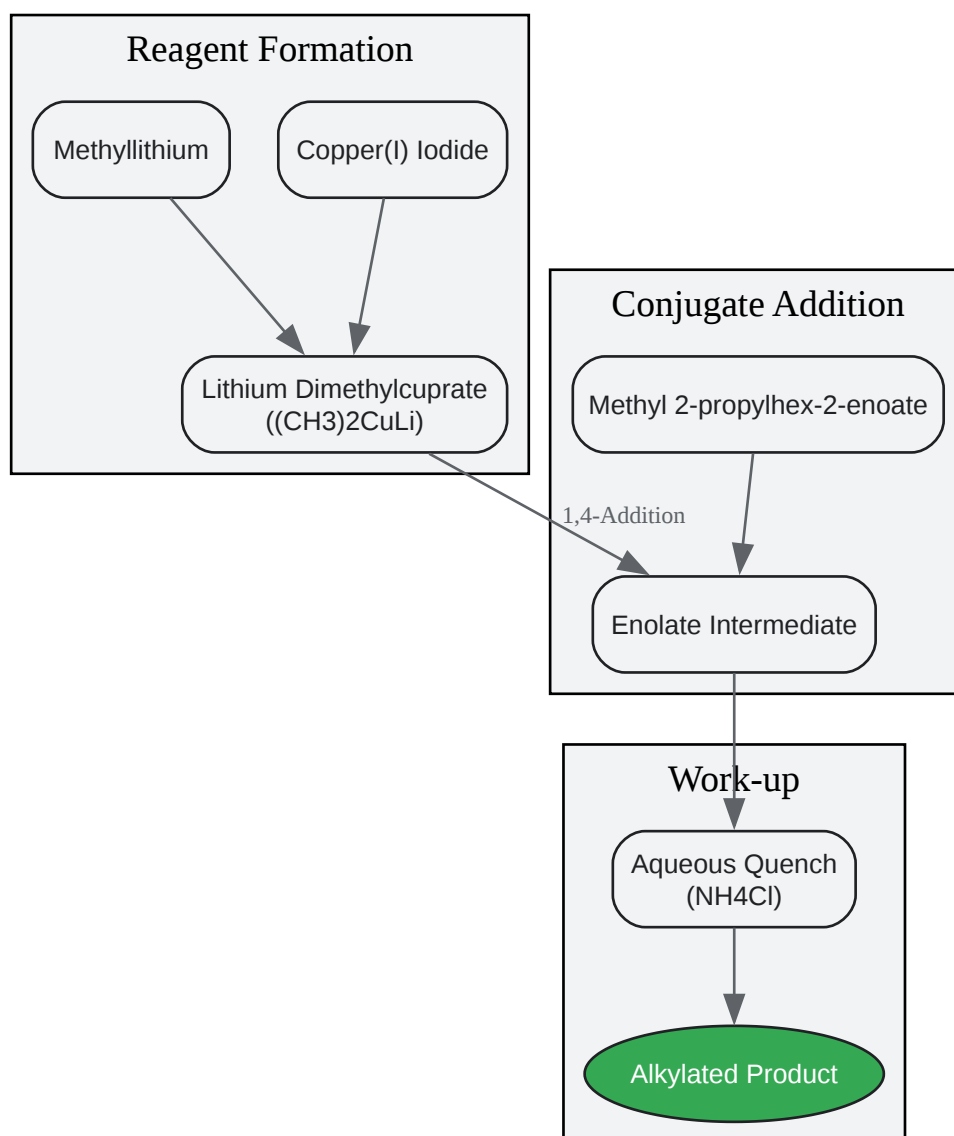 Reagent Formation
Methyllithium
Copper(I) Iodide
Lithium Dimethylcuprate
((CH3)2CuLi)
Conjugate Addition
Methyl 2-propylhex-2-enoate
1,4-Addition
Enolate Intermediate
Work-up
Aqueous Quench
(NH4Cl)
Alkylated Product